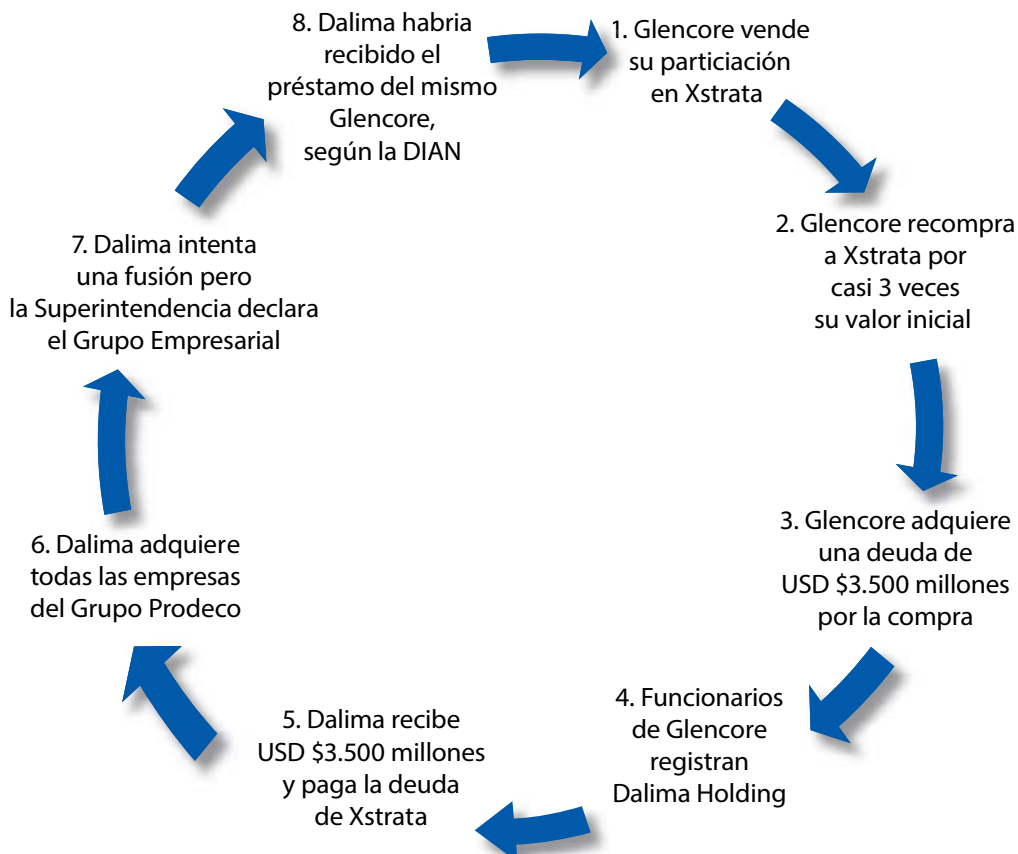 1. Glencore vende
su particiación
en Xstrata
2. Glencore recompra
a Xstrata por
casi 3 veces
su valor inicial
3. Glencore adquiere
una deuda de
USD $3.500 millones
por la compra
4. Funcionarios
de Glencore
registran
Dalima Holding
5. Dalima recibe
USD $3.500 millones
y paga la deuda
de Xstrata
6. Dalima adquiere
todas las empresas
del Grupo Prodeco
7. Dalima intenta
una fusión pero
la Superintendencia declara
el Grupo Empresarial
8. Dalima habria
recibido el
préstamo del mismo
Glencore,
según la DIAN